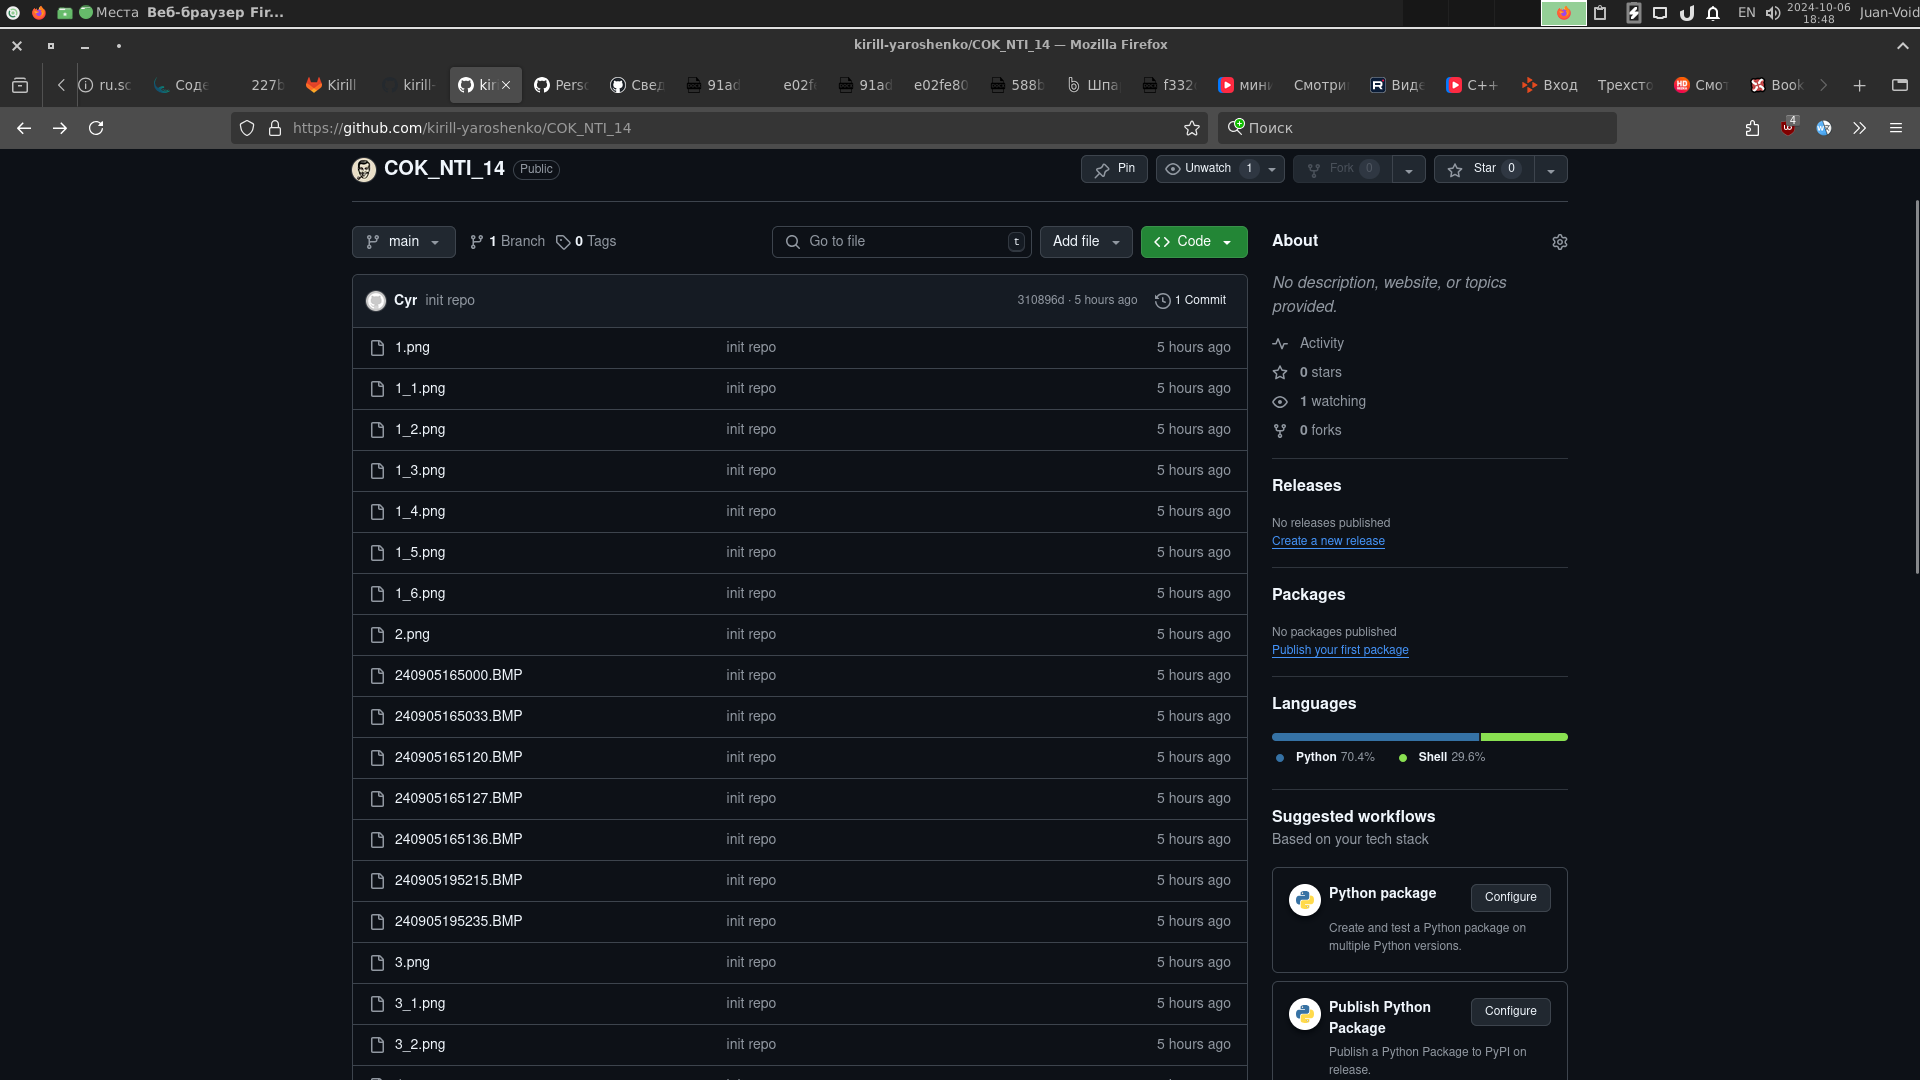 Места Веб-браузер Fir... EN 2024-10-06 18:48 Juan-Void
kirill-yaroshenko/COK_NTI_14 — Mozilla Firefox
ru.sc Соде 227b Kirill kirill- kir Perso Свед 91ad e02f 91ad e02fe80 588b Шпа f332 мини Смотри Виде C++ Вход Трехсто Смот Book
https://github.com/kirill-yaroshenko/COK_NTI_14 Поиск 4
COK_NTI_14 Public Pin Unwatch 1 Fork 0 Star 0
main 1 Branch 0 Tags Go to file t Add file Code
Cyr init repo 310896d · 5 hours ago 1 Commit
1.png init repo 5 hours ago
1_1.png init repo 5 hours ago
1_2.png init repo 5 hours ago
1_3.png init repo 5 hours ago
1_4.png init repo 5 hours ago
1_5.png init repo 5 hours ago
1_6.png init repo 5 hours ago
2.png init repo 5 hours ago
240905165000.BMP init repo 5 hours ago
240905165033.BMP init repo 5 hours ago
240905165120.BMP init repo 5 hours ago
240905165127.BMP init repo 5 hours ago
240905165136.BMP init repo 5 hours ago
240905195215.BMP init repo 5 hours ago
240905195235.BMP init repo 5 hours ago
3.png init repo 5 hours ago
3_1.png init repo 5 hours ago
3_2.png init repo 5 hours ago
About
No description, website, or topics
provided.
Activity
0 stars
1 watching
0 forks
Releases
No releases published
Create a new release
Packages
No packages published
Publish your first package
Languages
Python 70.4% Shell 29.6%
Suggested workflows
Based on your tech stack
Python package Configure
Create and test a Python package on
multiple Python versions.
Publish Python
Package
Configure
Publish a Python Package to PyPI on
release.